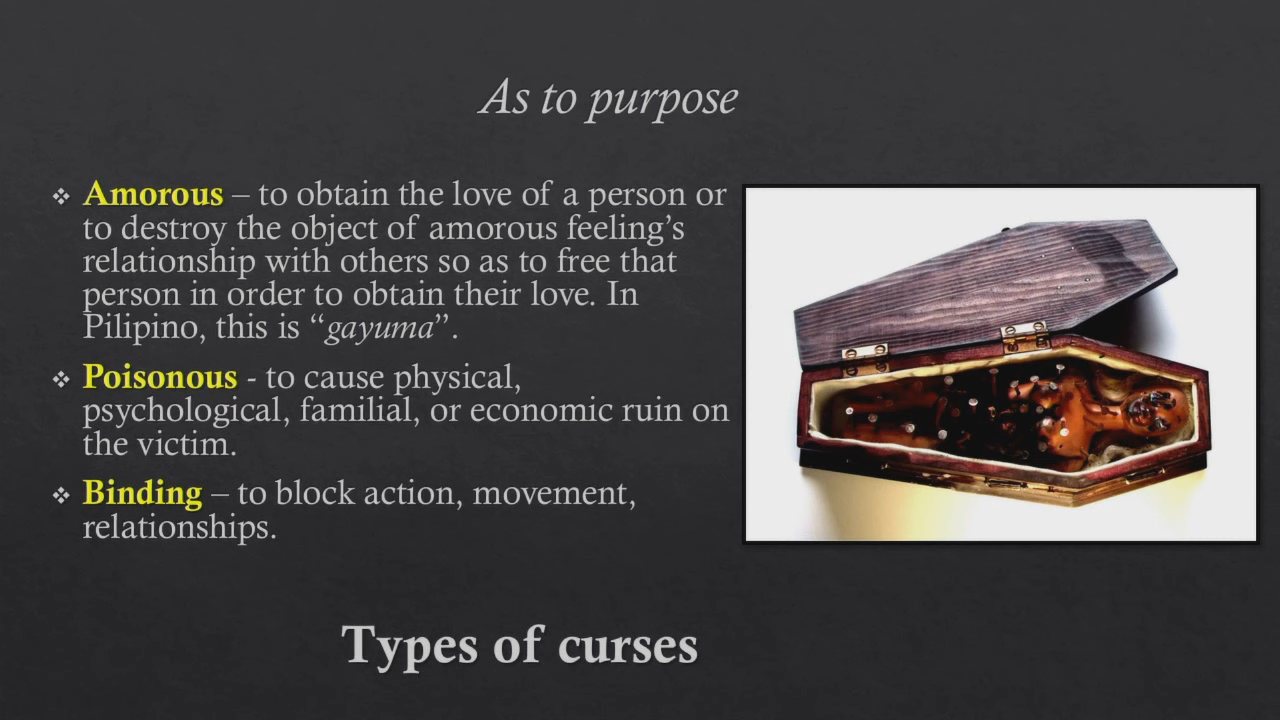 As to purpose
❖ Amorous – to obtain the love of a person or
to destroy the object of amorous feeling’s
relationship with others so as to free that
person in order to obtain their love. In
Pilipino, this is “gayuma”.
❖ Poisonous - to cause physical,
psychological, familial, or economic ruin on
the victim.
❖ Binding – to block action, movement,
relationships.
Types of curses